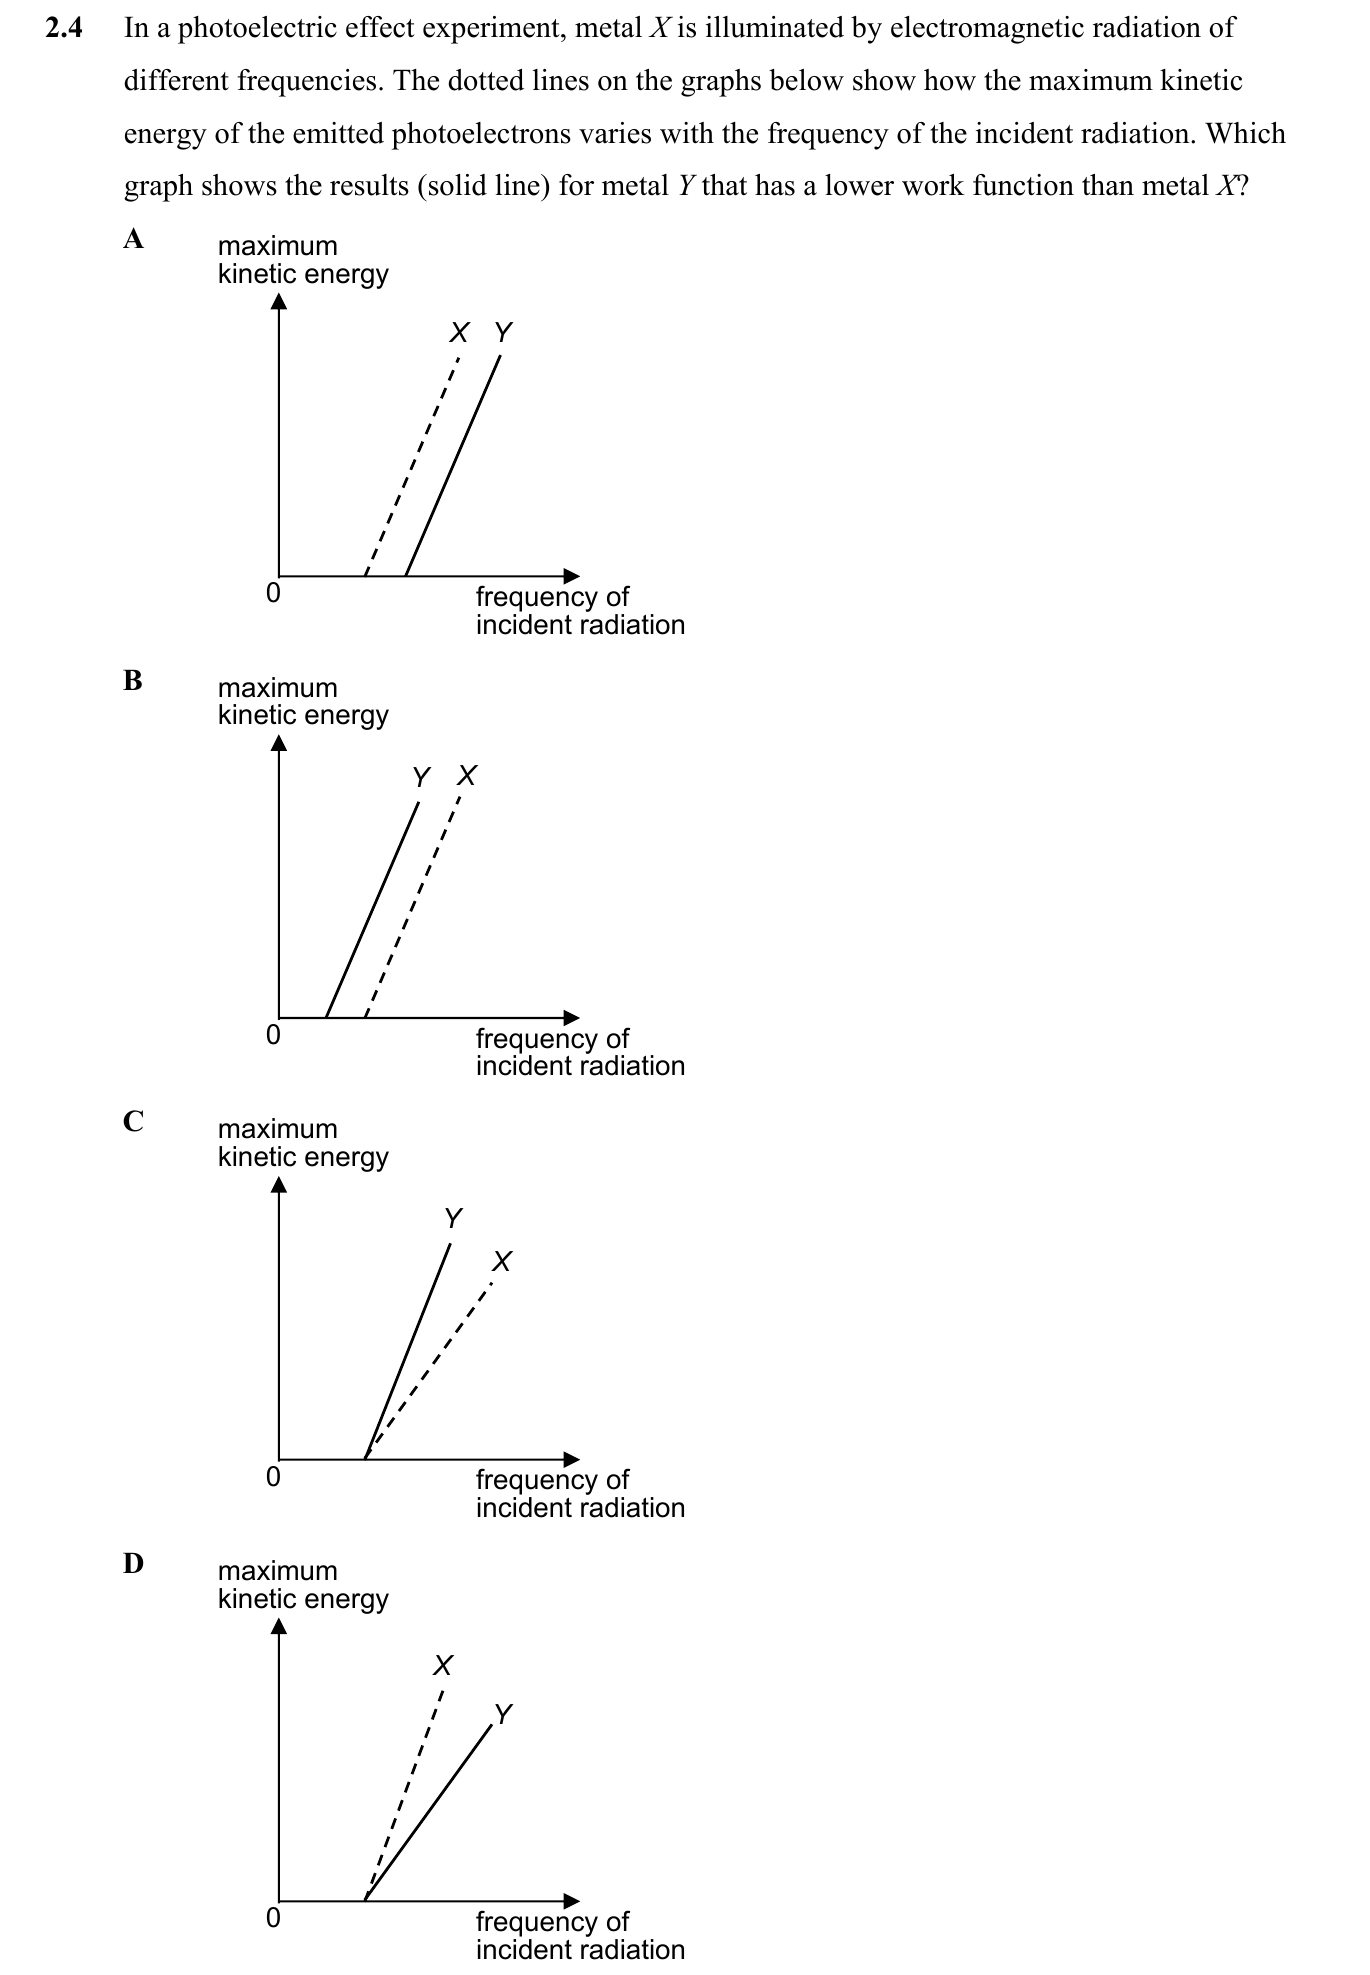 2.4 In a photoelectric effect experiment, metal X is illuminated by electromagnetic radiation of
different frequencies. The dotted lines on the graphs below show how the maximum kinetic
energy of the emitted photoelectrons varies with the frequency of the incident radiation. Which
graph shows the results (solid line) for metal Y that has a lower work function than metal X?
A
maximum
kinetic energy
X Y
0
frequency of
incident radiation
B
maximum
kinetic energy
Y X
0
frequency of
incident radiation
C
maximum
kinetic energy
Y
X
0
frequency of
incident radiation
D
maximum
kinetic energy
X
Y
0
frequency of
incident radiation